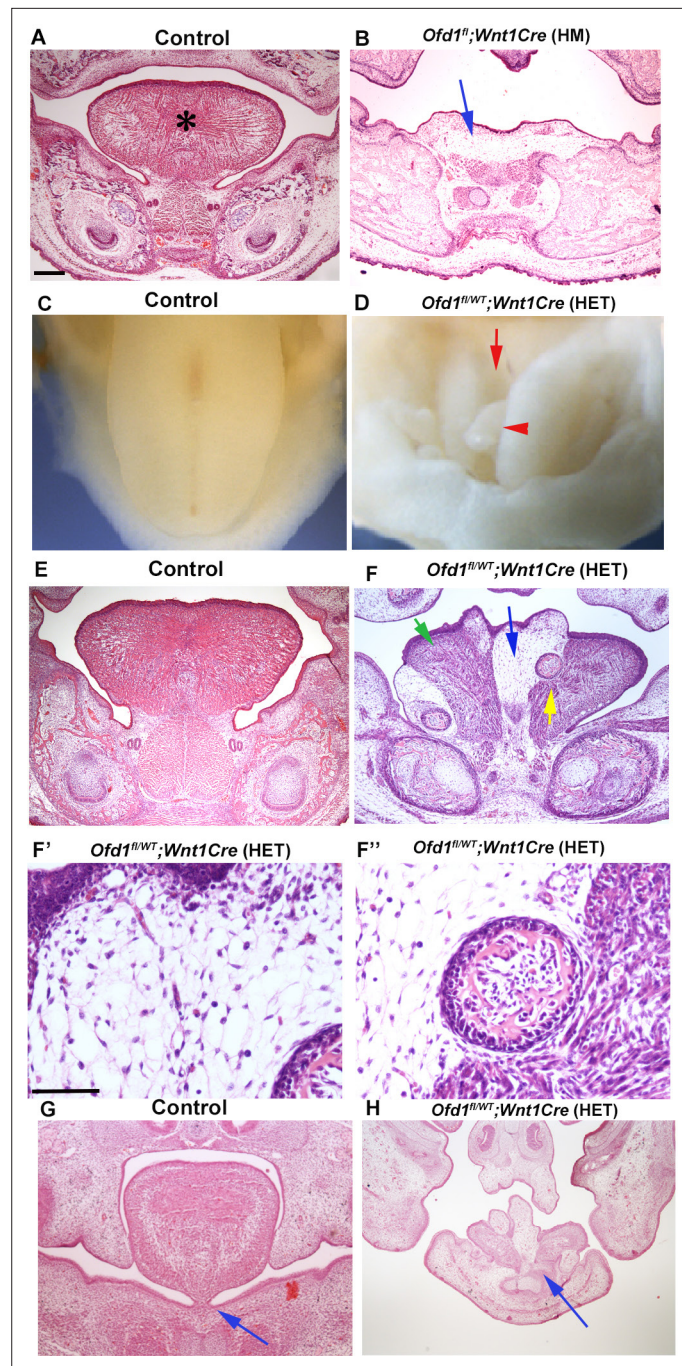 A Control
B Ofd1fl;Wnt1Cre (HM)
*
C Control
D Ofd1fl/WT;Wnt1Cre (HET)
E Control
F Ofd1fl/WT;Wnt1Cre (HET)
F' Ofd1fl/WT;Wnt1Cre (HET)
F'' Ofd1fl/WT;Wnt1Cre (HET)
G Control
H Ofd1fl/WT;Wnt1Cre (HET)